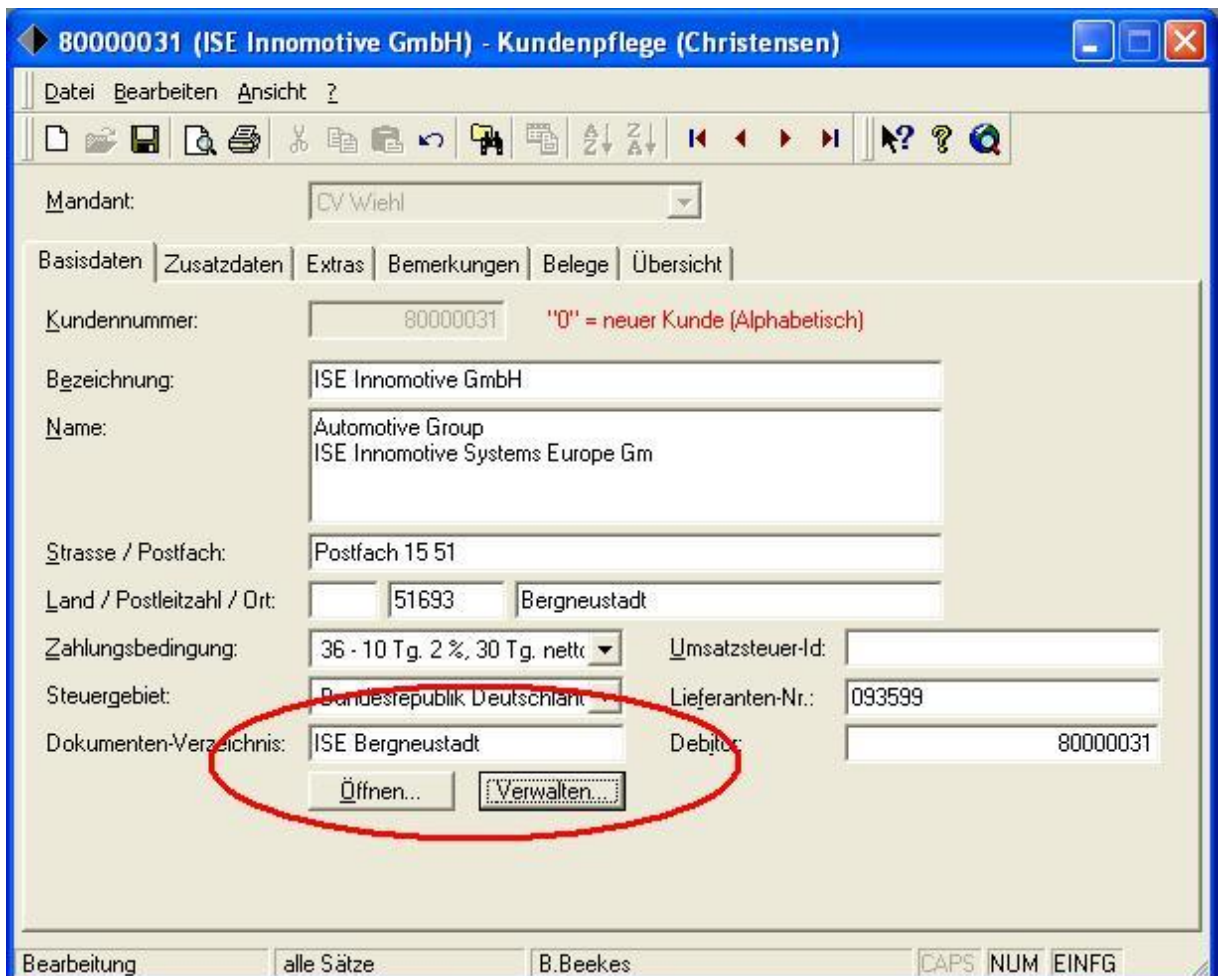 80000031 (ISE Innomotive GmbH) - Kundenpflege (Christensen)
Datei Bearbeiten Ansicht ?
Mandant: CV Wiehl
Basisdaten Zusatzdaten Extras Bemerkungen Belege Übersicht
Kundennummer: 80000031 "0" = neuer Kunde (Alphabetisch)
Bezeichnung: ISE Innomotive GmbH
Name: Automotive Group
ISE Innomotive Systems Europe Gm
Strasse / Postfach: Postfach 15 51
Land / Postleitzahl / Ort: 51693 Bergneustadt
Zahlungsbedingung: 36 - 10 Tg. 2 %, 30 Tg. nettc Umsatzsteuer-Id:
Steuergebiet: Bundesrepublik Deutschlanc Lieferanten-Nr.: 093599
Dokumenten-Verzeichnis: ISE Bergneustadt Debitor: 80000031
Öffnen... Verwalten...
Bearbeitung alle Sätze B.Beekes CAPS NUM EINFG